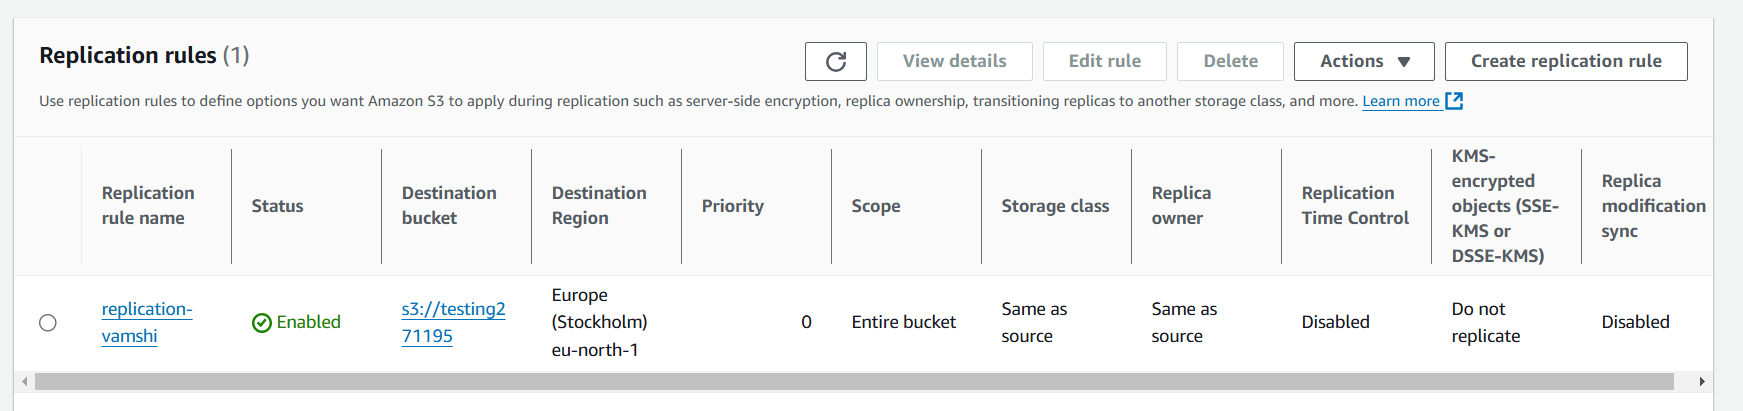 Replication rules (1)
View details
Edit rule
Delete
Actions
Create replication rule
Use replication rules to define options you want Amazon S3 to apply during replication such as server-side encryption, replica ownership, transitioning replicas to another storage class, and more. Learn more
Replication
rule name
Status
Destination
bucket
Destination
Region
Priority
Scope
Storage class
Replica
owner
Replication
Time Control
KMS-
encrypted
objects (SSE-
KMS or
DSSE-KMS)
Replica
modification
sync
replication-
vamshi
Enabled
s3://testing2
71195
Europe
(Stockholm)
eu-north-1
0
Entire bucket
Same as
source
Same as
source
Disabled
Do not
replicate
Disabled